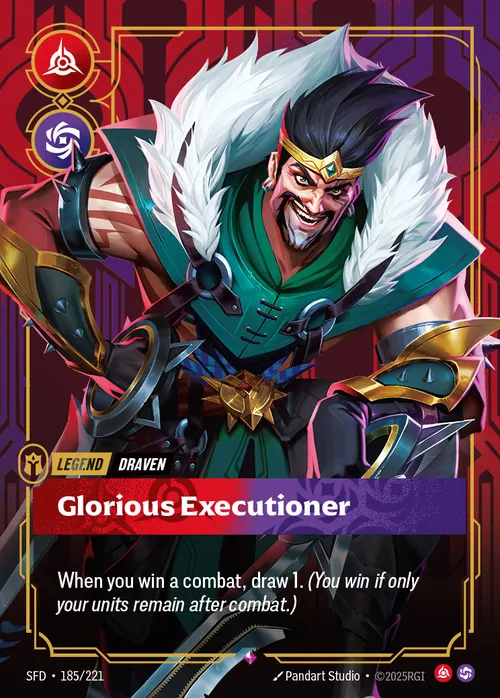 LEGEND DRAVEN
Glorious Executioner
When you win a combat, draw 1. (You win if only
your units remain after combat.)
SFD • 185/221
Pandart Studio • ©2025RGI